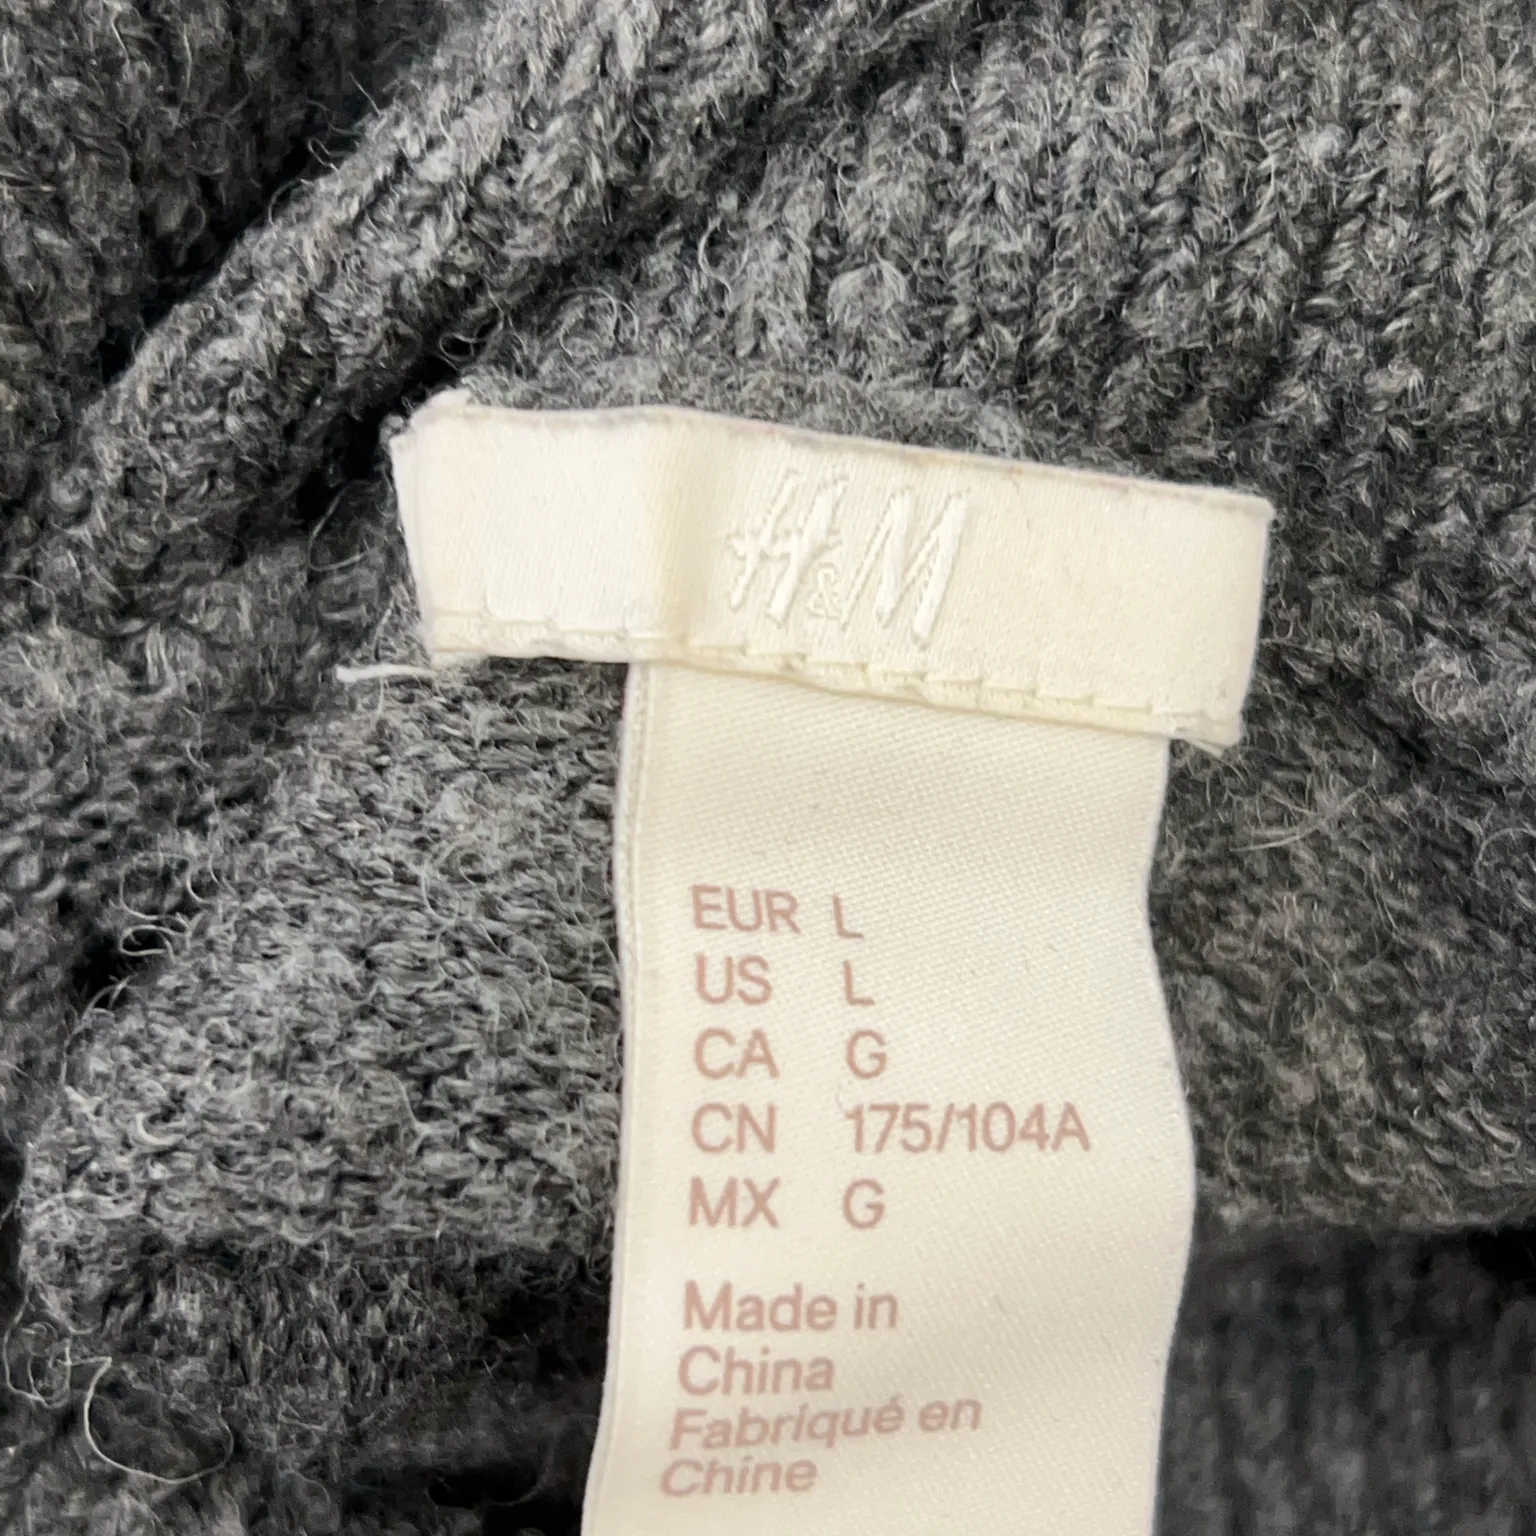 H&M
EUR L
US L
CA G
CN 175/104A
MX G
Made in
China
Fabriqué en
Chine